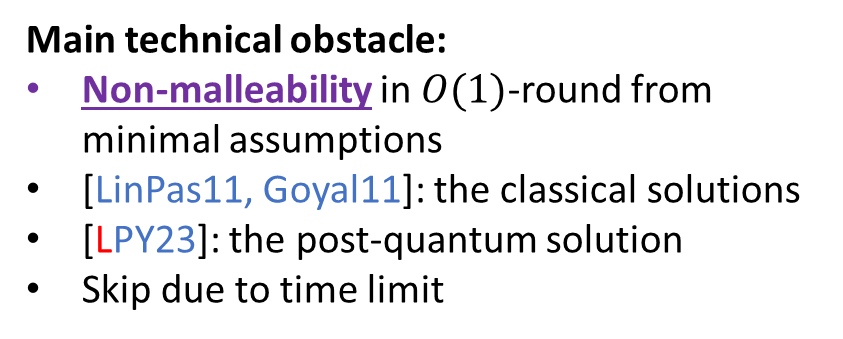 Main technical obstacle:
• Non-malleability in O(1)-round from
minimal assumptions
• [LinPas11, Goyal11]: the classical solutions
• [LPY23]: the post-quantum solution
• Skip due to time limit